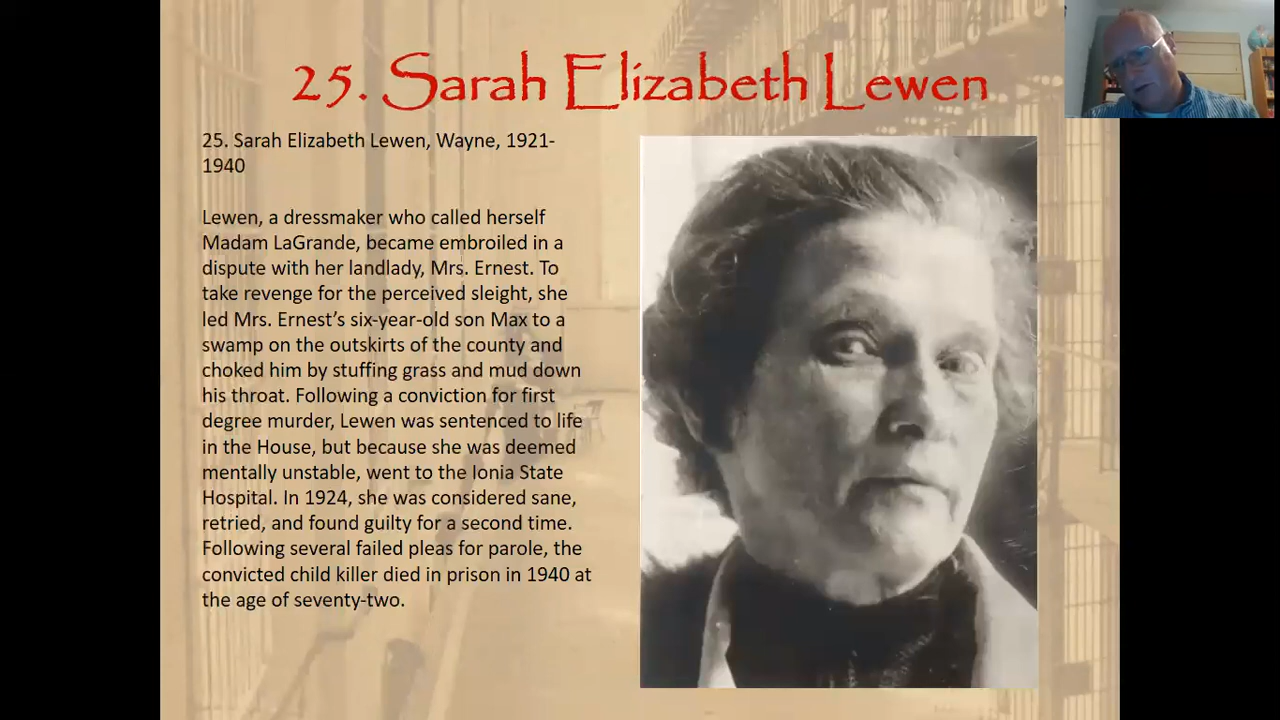 25. Sarah Elizabeth Lewen
25. Sarah Elizabeth Lewen, Wayne, 1921-
1940
Lewen, a dressmaker who called herself
Madam LaGrande, became embroiled in a
dispute with her landlady, Mrs. Ernest. To
take revenge for the perceived sleight, she
led Mrs. Ernest’s six-year-old son Max to a
swamp on the outskirts of the county and
choked him by stuffing grass and mud down
his throat. Following a conviction for first
degree murder, Lewen was sentenced to life
in the House, but because she was deemed
mentally unstable, went to the Ionia State
Hospital. In 1924, she was considered sane,
retried, and found guilty for a second time.
Following several failed pleas for parole, the
convicted child killer died in prison in 1940 at
the age of seventy-two.